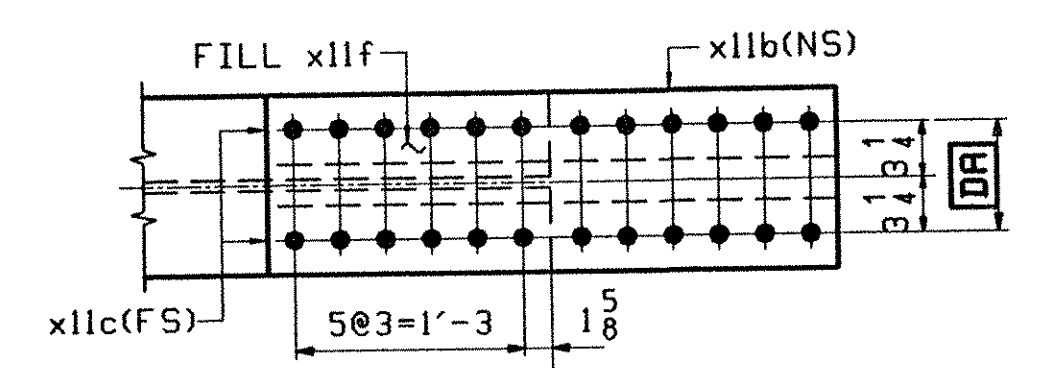 FILL x11f
x11b(NS)
3 1/4
3 1/4
DA
x11c(FS)
5@3=1'-3
1 5/8